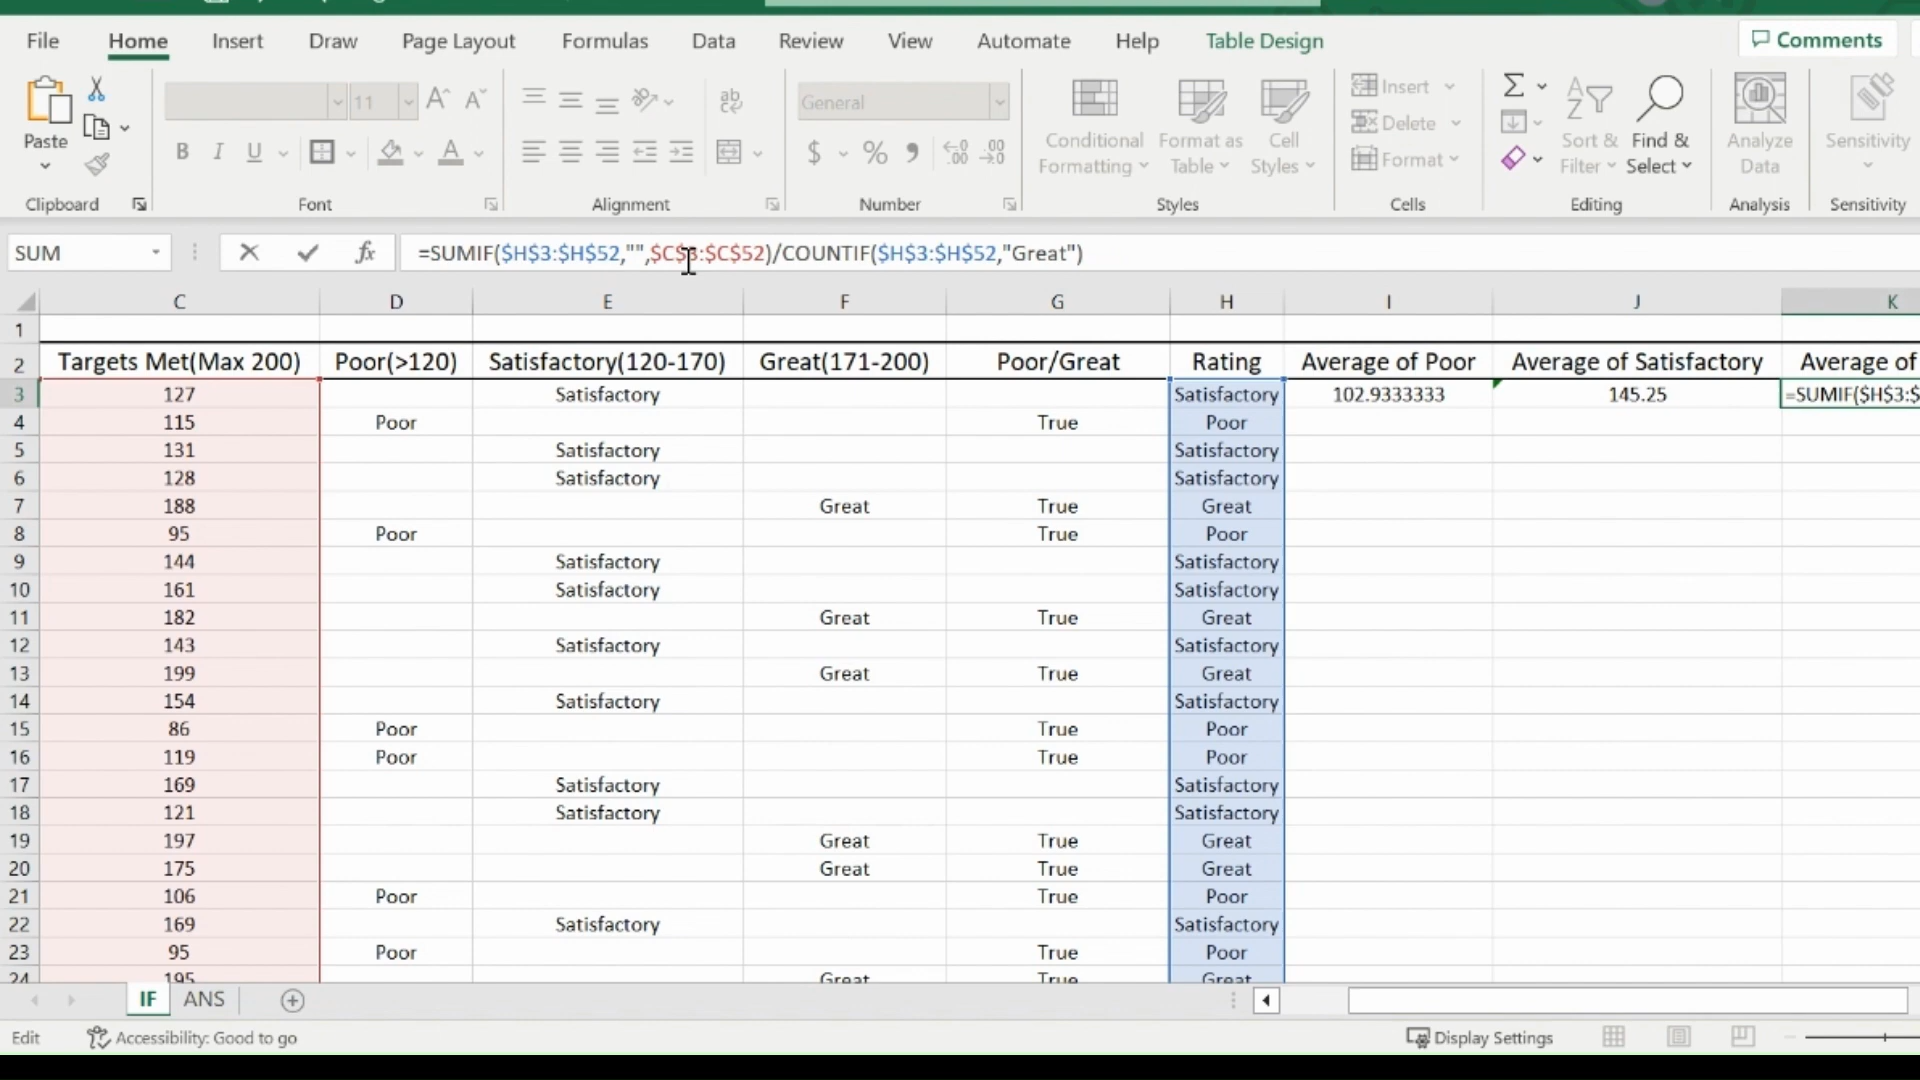 File Home Insert Draw Page Layout Formulas Data Review View Automate Help Table Design Comments
11 General Insert
Paste Conditional Format as Cell Delete Sort & Find & Analyze Sensitivity
B I U $ % Formatting Table Styles Format Filter Select Data
Clipboard Font Alignment Number Styles Cells Editing Analysis Sensitivity
SUM fx =SUMIF($H$3:$H$52,"",$C$3:$C$52)/COUNTIF($H$3:$H$52,"Great")
C D E F G H I J K
1
2 Targets Met(Max 200) Poor(>120) Satisfactory(120-170) Great(171-200) Poor/Great Rating Average of Poor Average of Satisfactory Average of
3 127 Satisfactory Satisfactory 102.9333333 145.25 =SUMIF($H$3:$
4 115 Poor True Poor
5 131 Satisfactory Satisfactory
6 128 Satisfactory Satisfactory
7 188 Great True Great
8 95 Poor True Poor
9 144 Satisfactory Satisfactory
10 161 Satisfactory Satisfactory
11 182 Great True Great
12 143 Satisfactory Satisfactory
13 199 Great True Great
14 154 Satisfactory Satisfactory
15 86 Poor True Poor
16 119 Poor True Poor
17 169 Satisfactory Satisfactory
18 121 Satisfactory Satisfactory
19 197 Great True Great
20 175 Great True Great
21 106 Poor True Poor
22 169 Satisfactory Satisfactory
23 95 Poor True Poor
24 195 Great True Great
IF ANS
Edit Accessibility: Good to go Display Settings